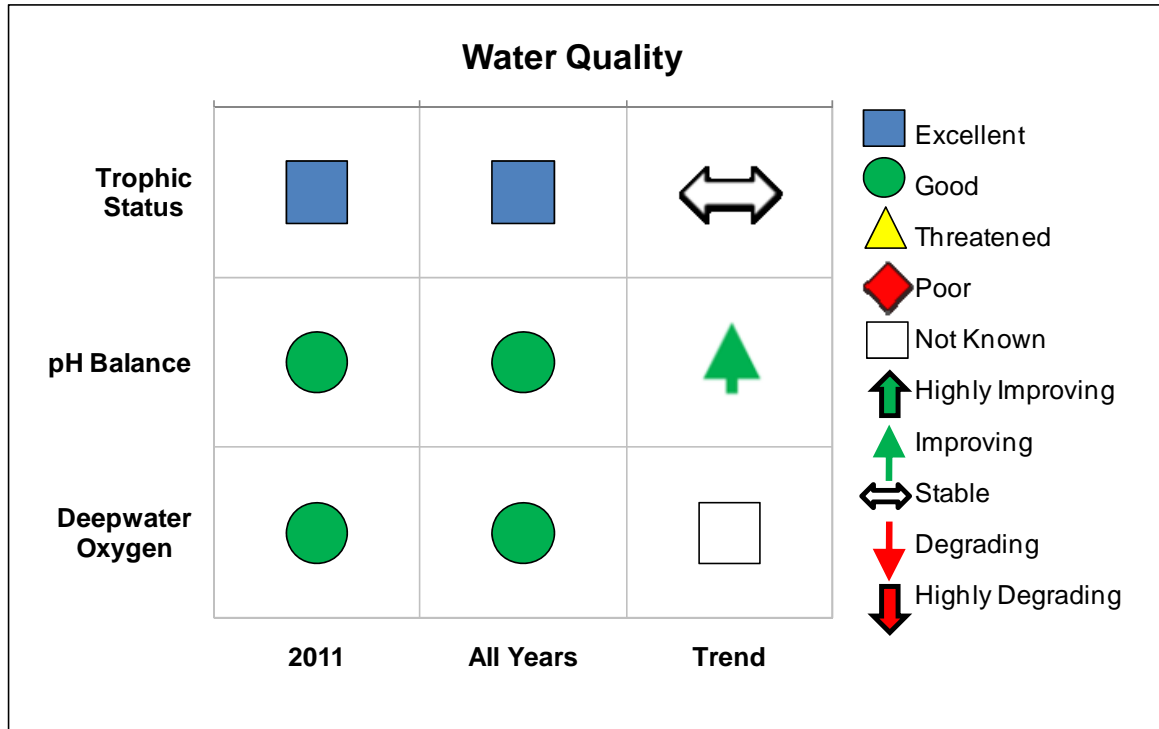 Water Quality
Trophic
Status
pH Balance
Deepwater
Oxygen
2011
All Years
Trend
Excellent
Good
Threatened
Poor
Not Known
Highly Improving
Improving
Stable
Degrading
Highly Degrading